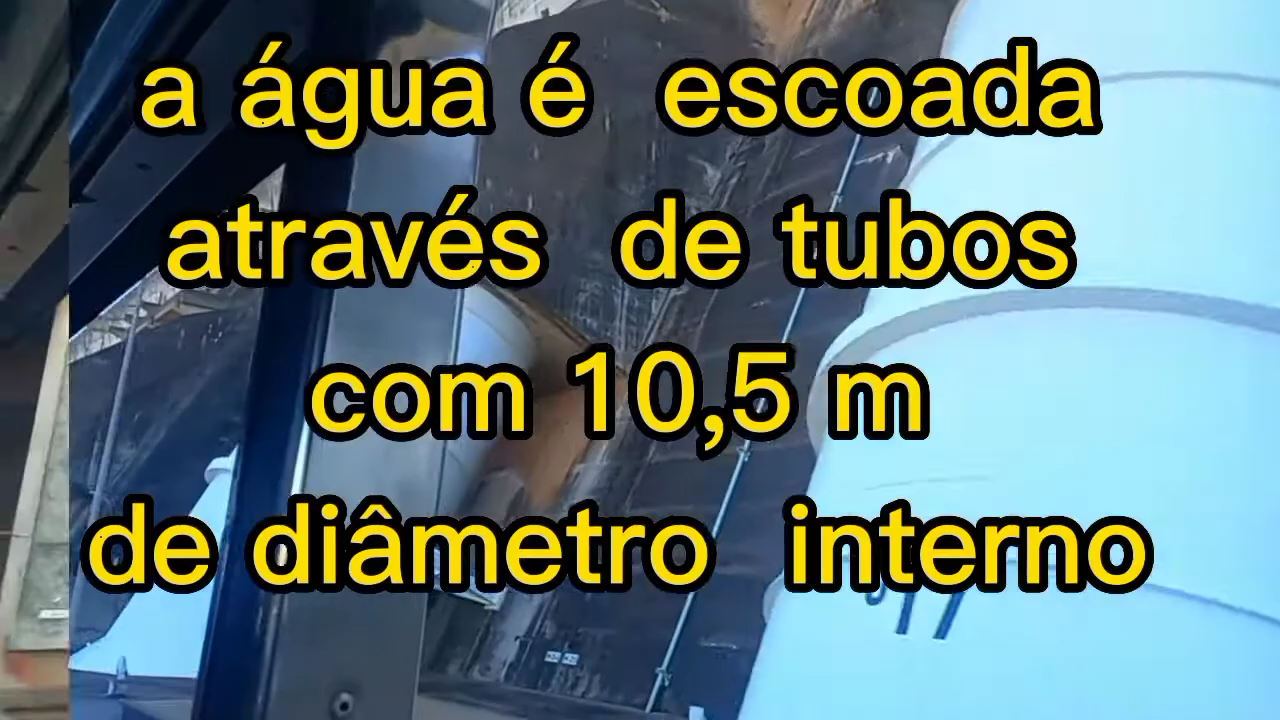 a água é escoada
através de tubos
com 10,5 m
de diâmetro interno